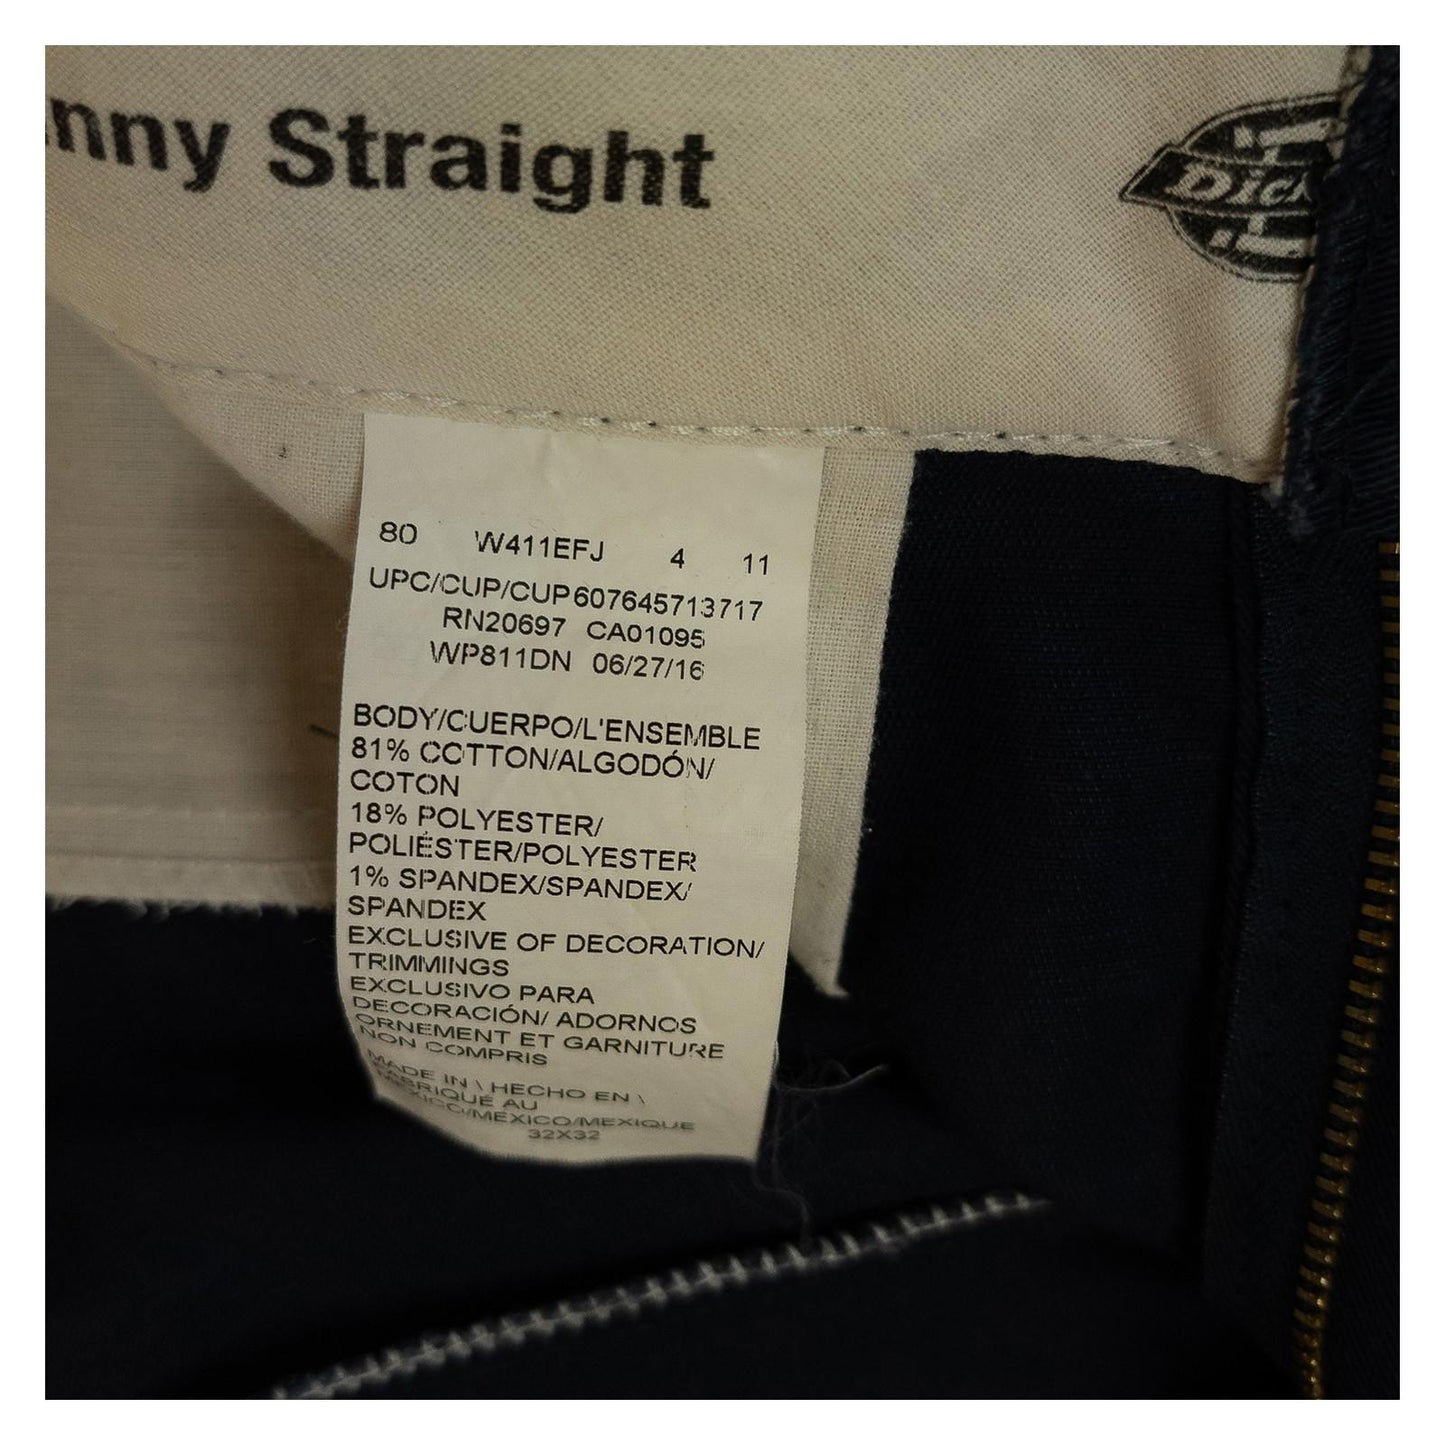 nny Straight
Dick
80 W411EFJ 4 11
UPC/CUP/CUP607645713717
RN20697 CA01095
WP811DN 06/27/16
BODY/CUERPO/L'ENSEMBLE
81% COTTON/ALGODÓN/
COTON
18% POLYESTER/
POLIÉSTER/POLYESTER
1% SPANDEX/SPANDEX/
SPANDEX
EXCLUSIVE OF DECORATION/
TRIMMINGS
EXCLUSIVO PARA
DECORACIÓN/ ADORNOS
ORNEMENT ET GARNITURE
NON COMPRIS
MADE IN \ HECHO EN \
FABRIQUÉ AU
MEXICO/MÉXICO/MEXIQUE
32X32